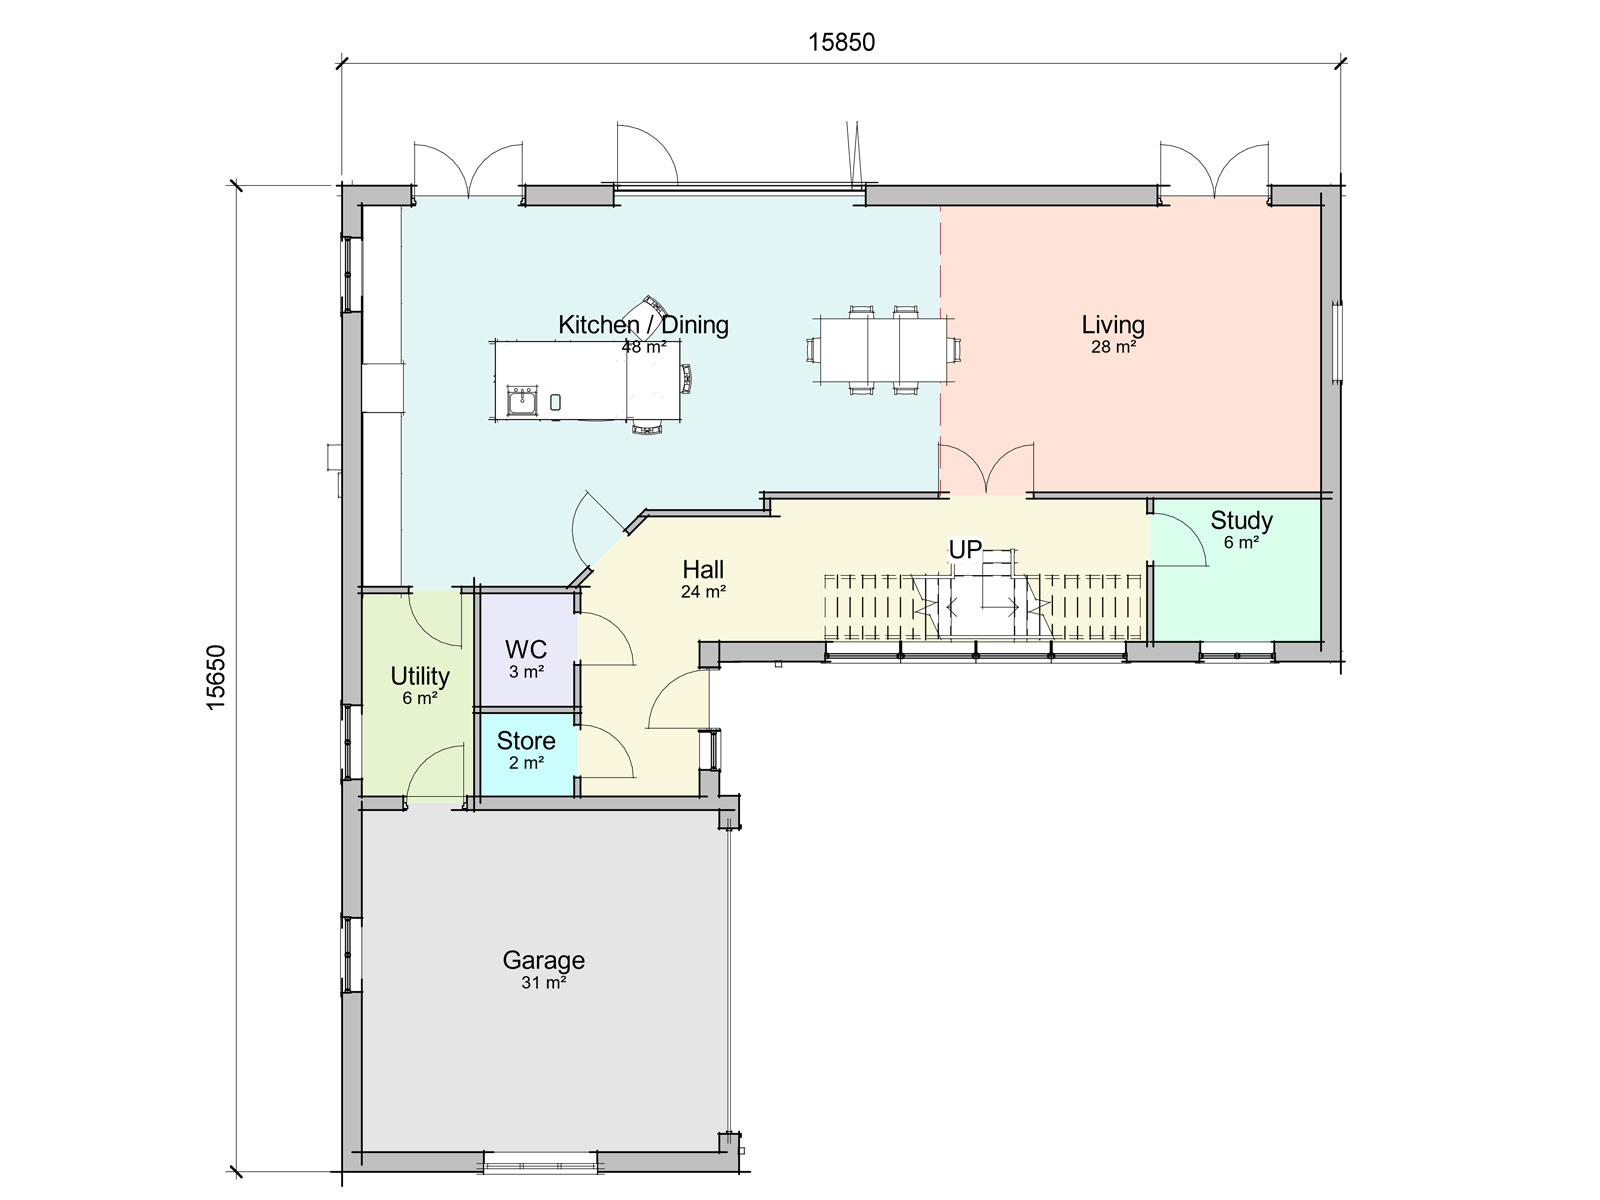 15850
Kitchen / Dining
48 m²
Living
28 m²
Study
6 m²
UP
Hall
24 m²
WC
3 m²
Utility
6 m²
Store
2 m²
15650
Garage
31 m²